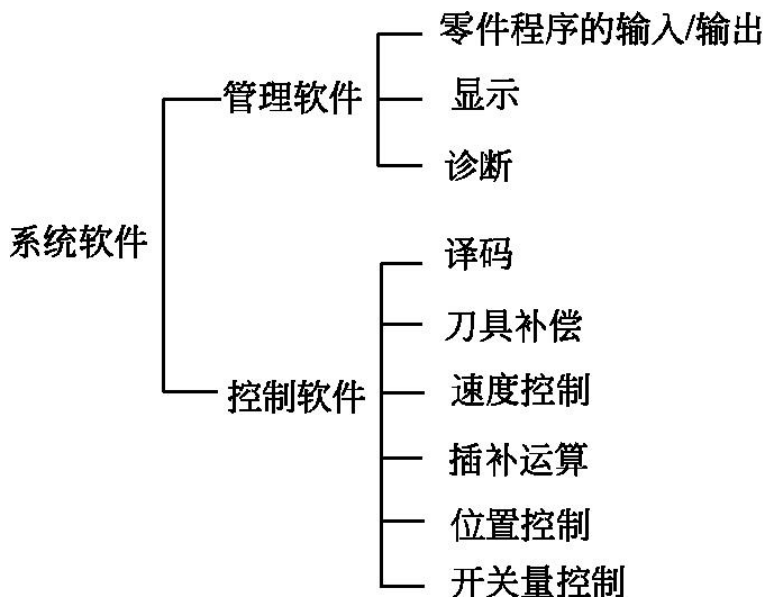 零件程序的输入/输出
管理软件
显示
诊断
系统软件
译码
刀具补偿
控制软件
速度控制
插补运算
位置控制
开关量控制